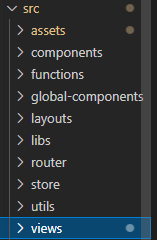 src
assets
components
functions
global-components
layouts
libs
router
store
utils
views